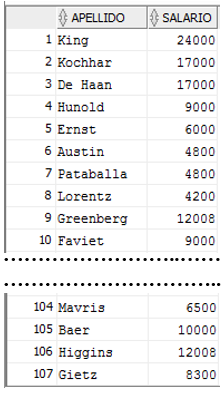 APELLIDO SALARIO
1 King 24000
2 Kochhar 17000
3 De Haan 17000
4 Hunold 9000
5 Ernst 6000
6 Austin 4800
7 Pataballa 4800
8 Lorentz 4200
9 Greenberg 12008
10 Faviet 9000
104 Mavris 6500
105 Baer 10000
106 Higgins 12008
107 Gietz 8300